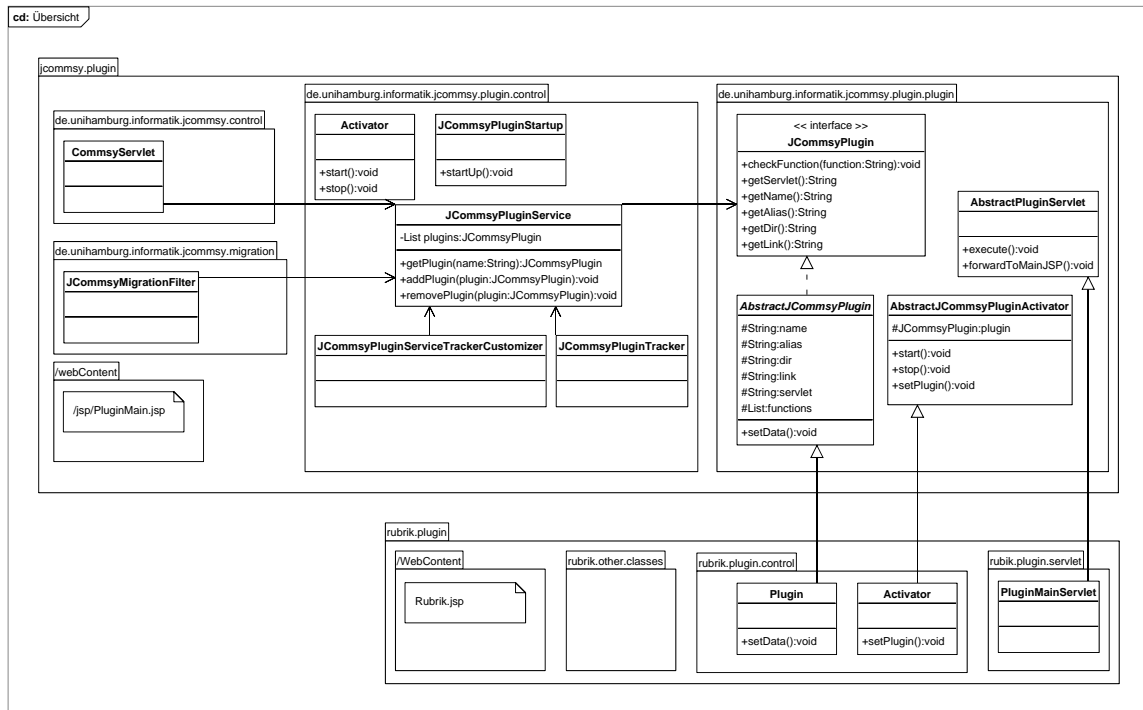 cd: Übersicht
jcommsy.plugin
de.unihamburg.informatik.jcommsy.control
CommsyServlet
de.unihamburg.informatik.jcommsy.migration
JCommsyMigrationFilter
/webContent
/jsp/PluginMain.jsp
de.unihamburg.informatik.jcommsy.plugin.control
Activator
+start():void
+stop():void
JCommsyPluginStartup
+startUp():void
JCommsyPluginService
-List plugins:JCommsyPlugin
+getPlugin(name:String):JCommsyPlugin
+addPlugin(plugin:JCommsyPlugin):void
+removePlugin(plugin:JCommsyPlugin):void
JCommsyPluginServiceTrackerCustomizer
JCommsyPluginTracker
de.unihamburg.informatik.jcommsy.plugin.plugin
<< interface >>
JCommsyPlugin
+checkFunction(function:String):void
+getServlet():String
+getName():String
+getAlias():String
+getDir():String
+getLink():String
AbstractPluginServlet
+execute():void
+forwardToMainJSP():void
AbstractJCommsyPlugin
#String:name
#String:alias
#String:dir
#String:link
#String:servlet
#List:functions
+setData():void
AbstractJCommsyPluginActivator
#JCommsyPlugin:plugin
+start():void
+stop():void
+setPlugin():void
rubrik.plugin
/WebContent
Rubrik.jsp
rubrik.other.classes
rubrik.plugin.control
Plugin
+setData():void
Activator
+setPlugin():void
rubik.plugin.servlet
PluginMainServlet